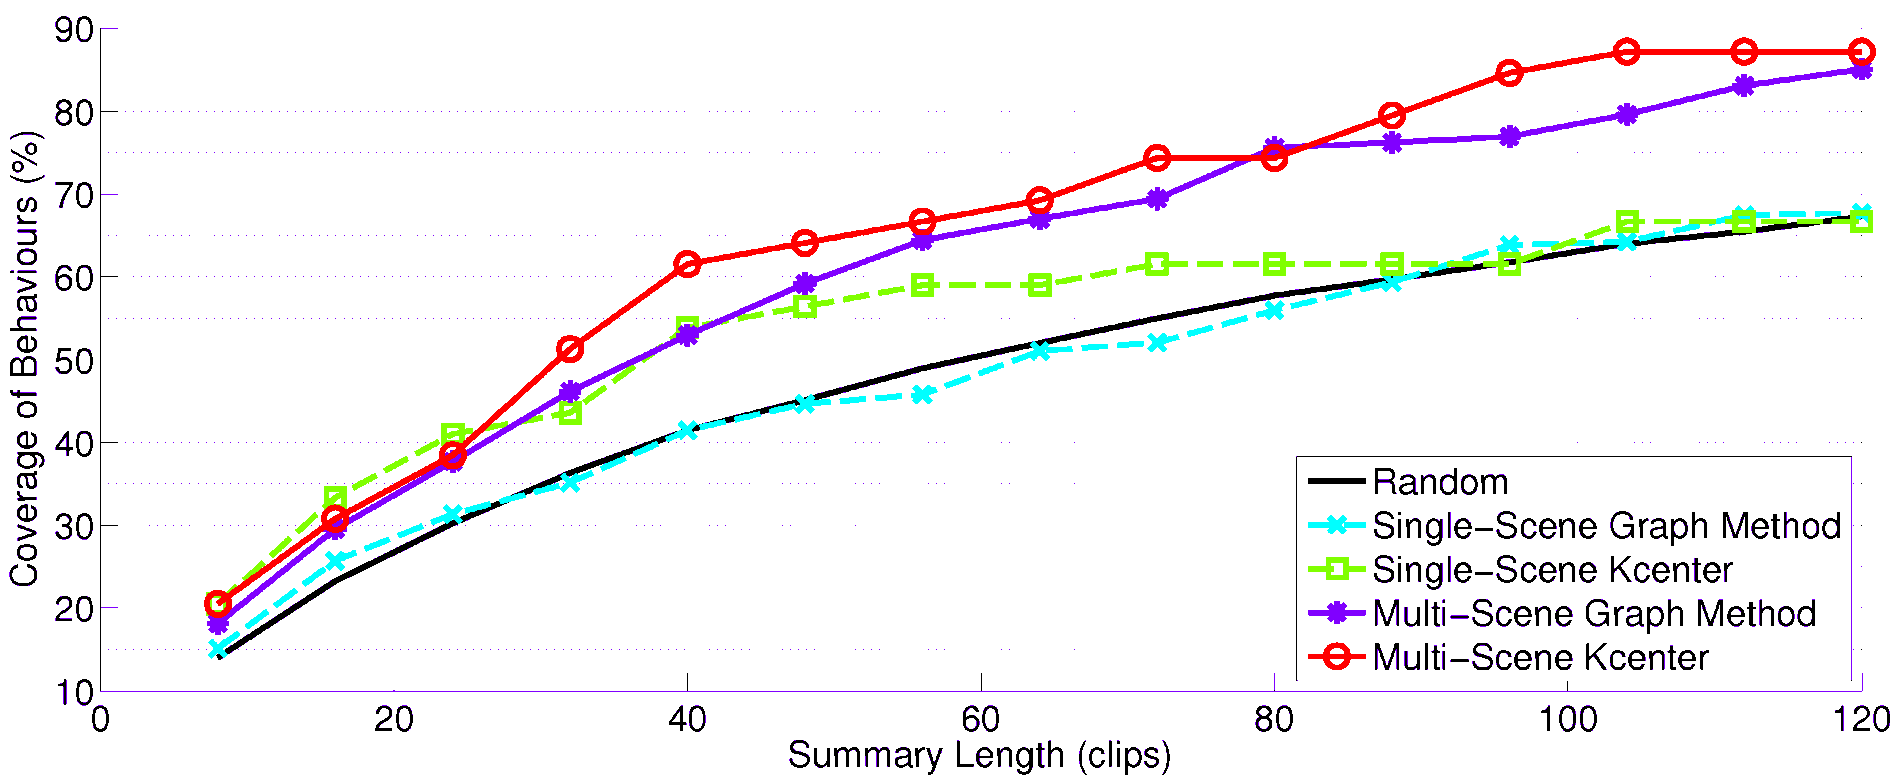 90
80
70
60
50
40
30
20
10
Coverage of Behaviours (%)
0 20 40 60 80 100 120
Summary Length (clips)
Random
Single-Scene Graph Method
Single-Scene Kcenter
Multi-Scene Graph Method
Multi-Scene Kcenter